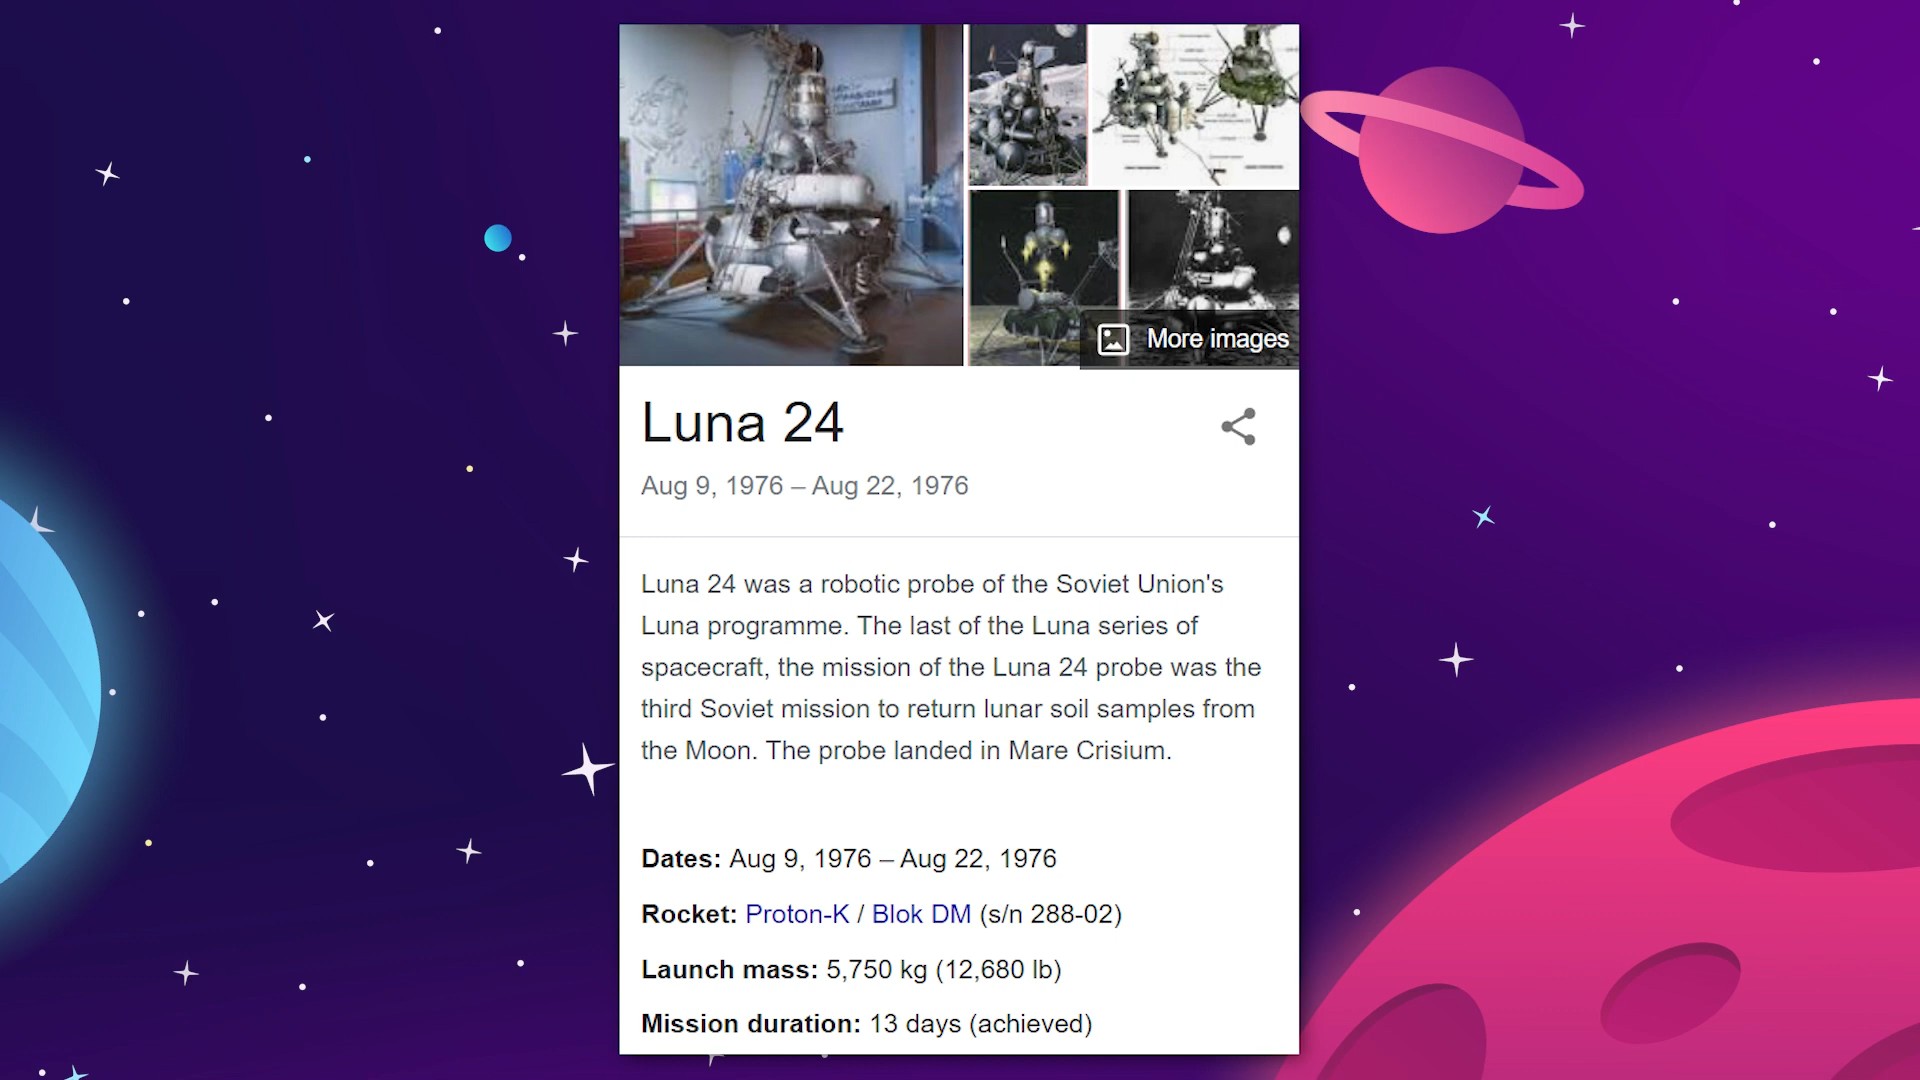 More images
Luna 24
Aug 9, 1976 – Aug 22, 1976
Luna 24 was a robotic probe of the Soviet Union's
Luna programme. The last of the Luna series of
spacecraft, the mission of the Luna 24 probe was the
third Soviet mission to return lunar soil samples from
the Moon. The probe landed in Mare Crisium.
Dates: Aug 9, 1976 – Aug 22, 1976
Rocket: Proton-K / Blok DM (s/n 288-02)
Launch mass: 5,750 kg (12,680 lb)
Mission duration: 13 days (achieved)